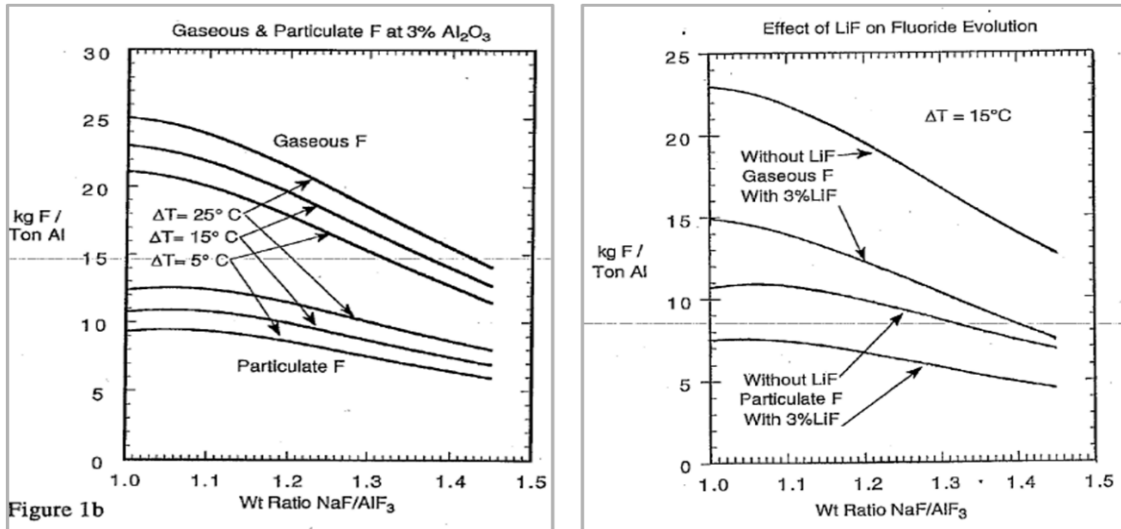 Gaseous & Particulate F at 3% Al₂O₃
30
25
20
15
10
5
0
kg F /
Ton Al
Gaseous F
ΔT= 25° C
ΔT= 15° C
ΔT= 5° C
Particulate F
1.0 1.1 1.2 1.3 1.4 1.5
Wt Ratio NaF/AlF₃
Figure 1b
Effect of LiF on Fluoride Evolution
25
20
15
10
5
0
kg F /
Ton Al
ΔT = 15°C
Without LiF
Gaseous F
With 3%LiF
Without LiF
Particulate F
With 3%LiF
1.0 1.1 1.2 1.3 1.4 1.5
Wt Ratio NaF/AlF₃